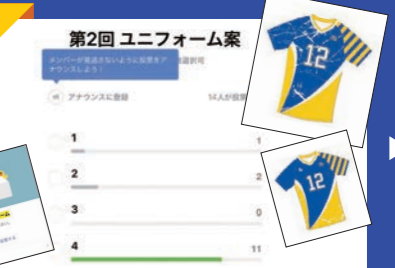 第2回 ユニフォーム案
メンバーが見逃さないように投票をア
ナウンスしよう！
選択可
アナウンスに登録
14人が投票
1
1
2
2
3
0
4
11
12
12